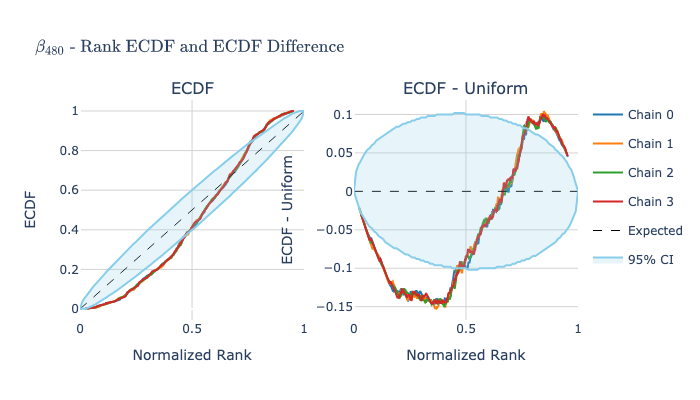 β480 - Rank ECDF and ECDF Difference
ECDF
ECDF - Uniform
1
0.8
0.6
0.4
0.2
0
ECDF
0
0.5
1
Normalized Rank
0.1
0.05
0
−0.05
−0.1
−0.15
ECDF - Uniform
0
0.5
1
Normalized Rank
Chain 0
Chain 1
Chain 2
Chain 3
Expected
95% CI